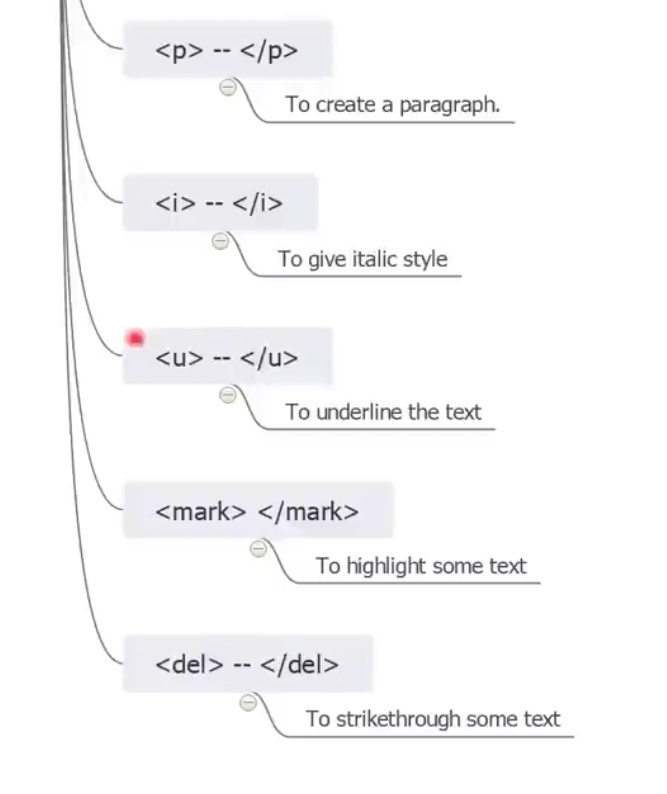 <p> -- </p>
To create a paragraph.
<i> -- </i>
To give italic style
<u> -- </u>
To underline the text
<mark> </mark>
To highlight some text
<del> -- </del>
To strikethrough some text